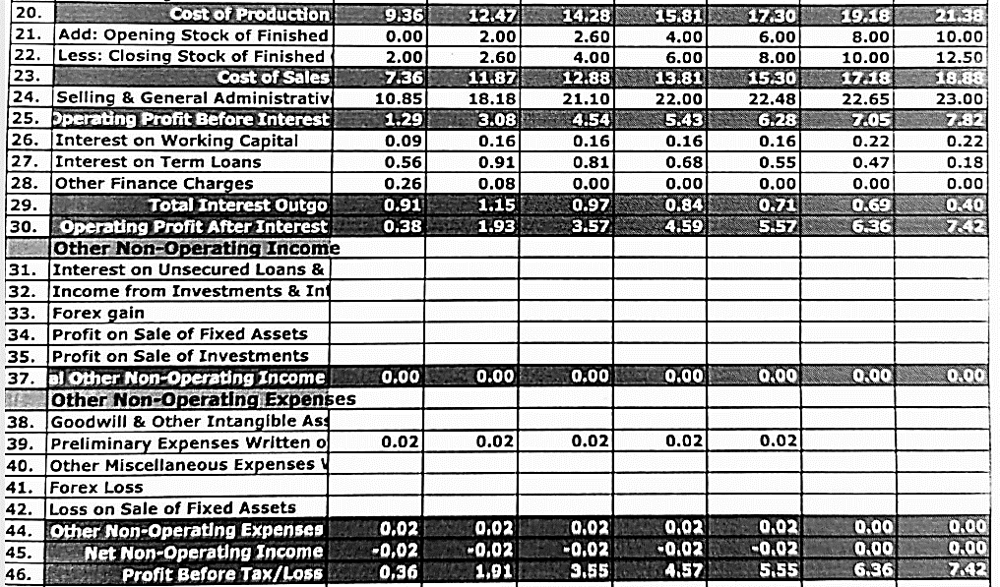 20. Cost of Production 9.36 12.47 14.28 15.81 17.30 19.18 21.38
21. Add: Opening Stock of Finished 0.00 2.00 2.60 4.00 6.00 8.00 10.00
22. Less: Closing Stock of Finished 2.00 2.60 4.00 6.00 8.00 10.00 12.50
23. Cost of Sales 7.36 11.87 12.88 13.81 15.30 17.18 18.88
24. Selling & General Administrativ 10.85 18.18 21.10 22.00 22.48 22.65 23.00
25. Operating Profit Before Interest 1.29 3.08 4.54 5.43 6.28 7.05 7.82
26. Interest on Working Capital 0.09 0.16 0.16 0.16 0.16 0.22 0.22
27. Interest on Term Loans 0.56 0.91 0.81 0.68 0.55 0.47 0.18
28. Other Finance Charges 0.26 0.08 0.00 0.00 0.00 0.00 0.00
29. Total Interest Outgo 0.91 1.15 0.97 0.84 0.71 0.69 0.40
30. Operating Profit After Interest 0.38 1.93 3.57 4.59 5.57 6.36 7.42
Other Non-Operating Income
31. Interest on Unsecured Loans &
32. Income from Investments & Int
33. Forex gain
34. Profit on Sale of Fixed Assets
35. Profit on Sale of Investments
37. al Other Non-Operating Income 0.00 0.00 0.00 0.00 0.00 0.00 0.00
Other Non-Operating Expenses
38. Goodwill & Other Intangible Ass
39. Preliminary Expenses Written o 0.02 0.02 0.02 0.02 0.02
40. Other Miscellaneous Expenses W
41. Forex Loss
42. Loss on Sale of Fixed Assets
44. Other Non-Operating Expenses 0.02 0.02 0.02 0.02 0.02 0.00 0.00
45. Net Non-Operating Income -0.02 -0.02 -0.02 -0.02 -0.02 0.00 0.00
46. Profit Before Tax/Loss 0.36 1.91 3.55 4.57 5.55 6.36 7.42